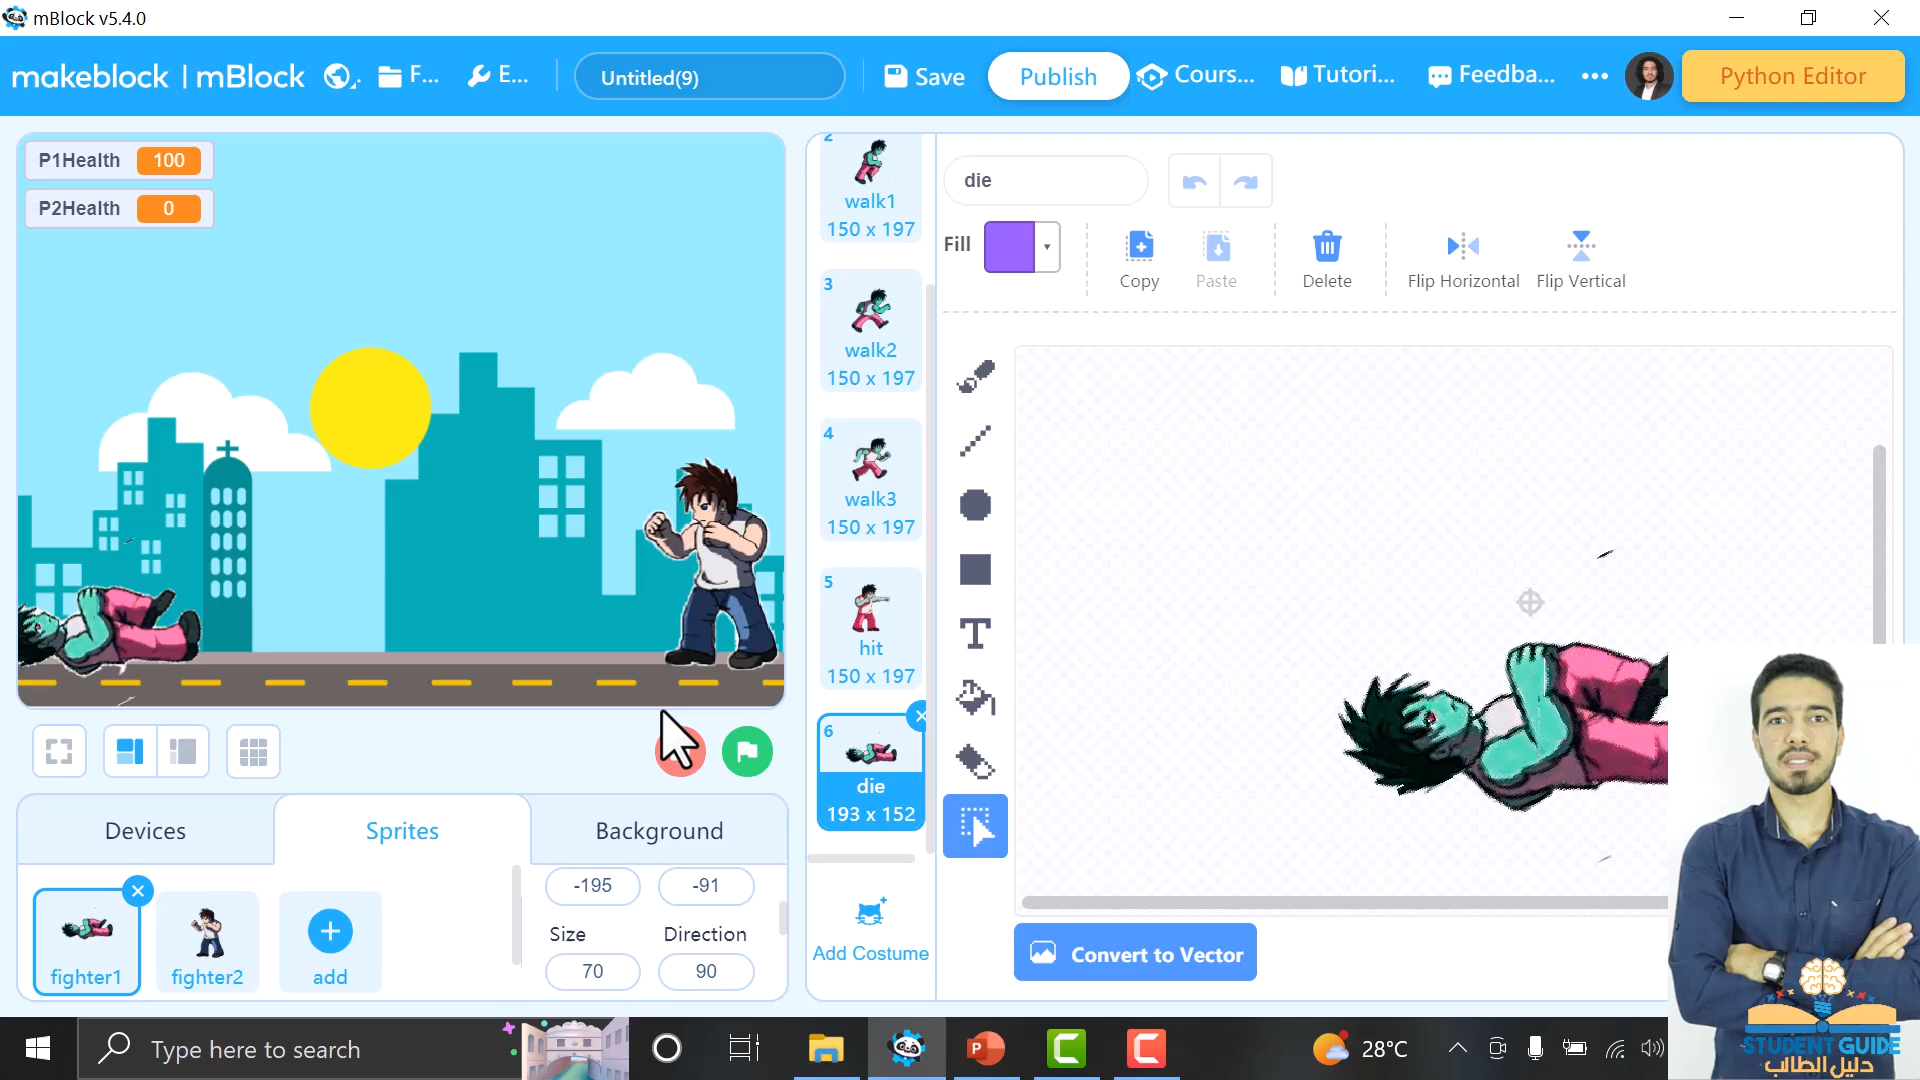 mBlock v5.4.0
makeblock | mBlock
F...
E...
Untitled(9)
Save
Publish
Cours...
Tutori...
Feedba...
Python Editor
P1Health 100
P2Health 0
2
walk1
150 x 197
3
walk2
150 x 197
4
walk3
150 x 197
5
hit
150 x 197
6
die
193 x 152
Add Costume
die
Fill
Copy
Paste
Delete
Flip Horizontal
Flip Vertical
T
Convert to Vector
Devices
Sprites
Background
fighter1
fighter2
add
-195
-91
Size
Direction
70
90
Type here to search
28°C
STUDENT GUIDE
دليل الطالب